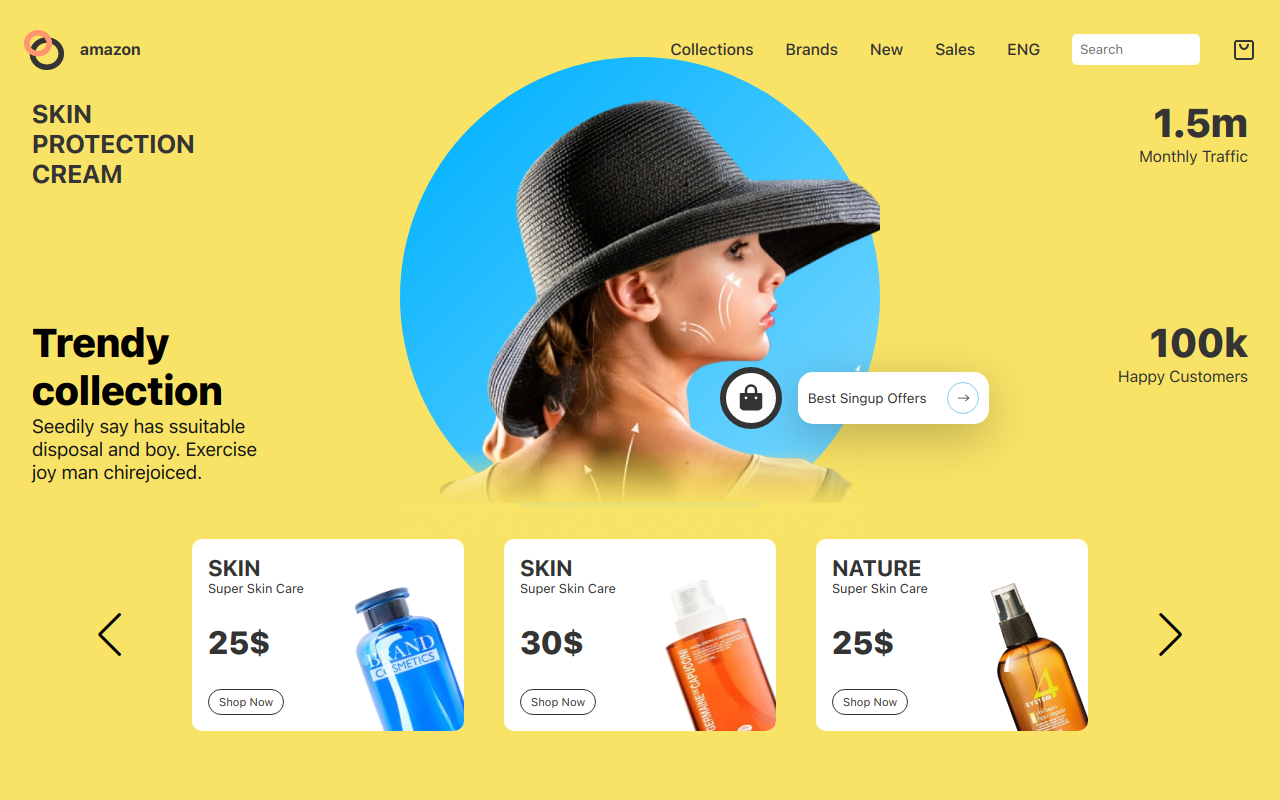 amazon
Collections
Brands
New
Sales
ENG
Search
SKIN
PROTECTION
CREAM
1.5m
Monthly Traffic
Trendy
collection
Seedily say has ssuitable
disposal and boy. Exercise
joy man chirejoiced.
100k
Happy Customers
Best Singup Offers
SKIN
Super Skin Care
25$
Shop Now
BRAND
COSMETICS
SKIN
Super Skin Care
30$
Shop Now
GERMAINE DE CAPUCCINI
NATURE
Super Skin Care
25$
Shop Now
4
SYSTEM